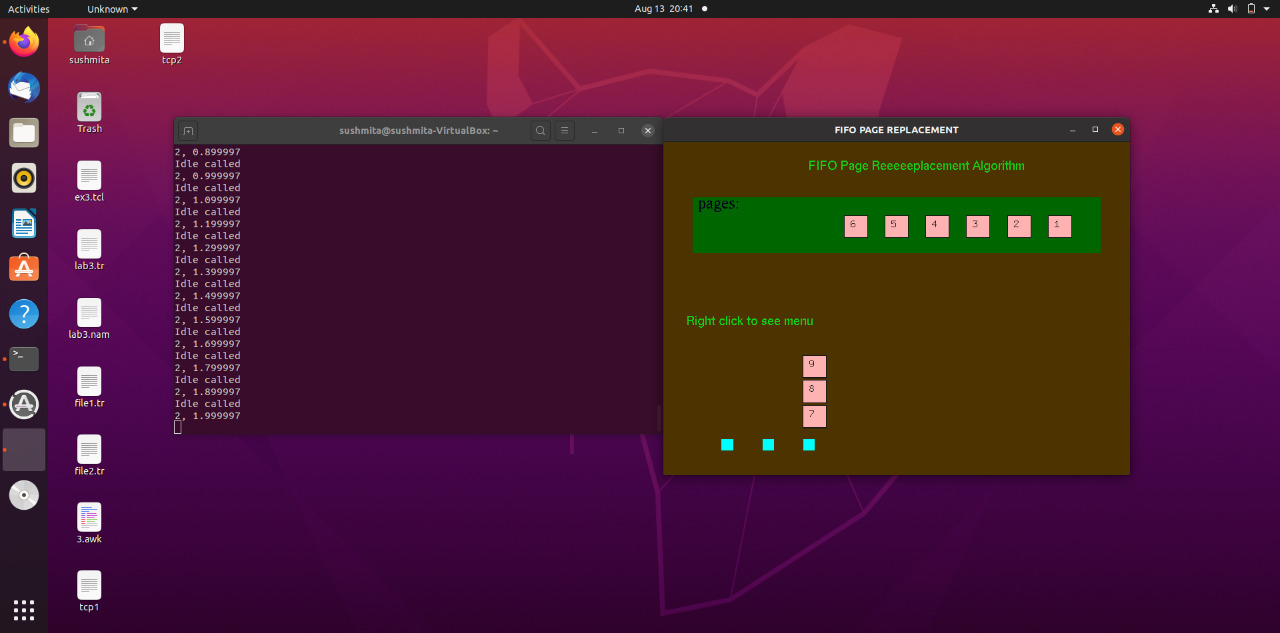 Activities
Unknown
Aug 13 20:41
sushmita
tcp2
Trash
ex3.tcl
lab3.tr
lab3.nam
file1.tr
file2.tr
3.awk
tcp1
sushmita@sushmita-VirtualBox: ~
2, 0.899997
Idle called
2, 0.999997
Idle called
2, 1.099997
Idle called
2, 1.199997
Idle called
2, 1.299997
Idle called
2, 1.399997
Idle called
2, 1.499997
Idle called
2, 1.599997
Idle called
2, 1.699997
Idle called
2, 1.799997
Idle called
2, 1.899997
Idle called
2, 1.999997
FIFO PAGE REPLACEMENT
FIFO Page Reeeeeplacement Algorithm
pages:
6 5 4 3 2 1
Right click to see menu
9
8
7